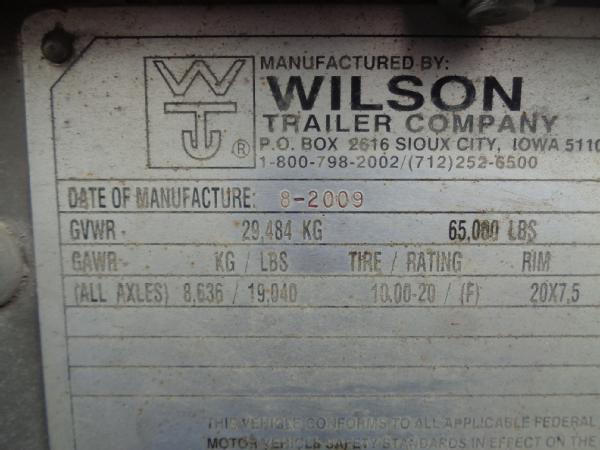 MANUFACTURED BY:
WT ® WILSON
TRAILER COMPANY
P.O. BOX 2616 SIOUX CITY, IOWA 5110
1-800-798-2002/(712)252-6500
DATE OF MANUFACTURE: 8-2009
GVWR 29,484 KG 65,000 LBS
GAWR KG / LBS TIRE / RATING RIM
(ALL AXLES) 8,636 / 19,040 10.00-20 / (F) 20X7,5
THIS VEHICLE CONFORMS TO ALL APPLICABLE FEDERAL
MOTOR VEHICLE SAFETY STANDARDS IN EFFECT ON THE